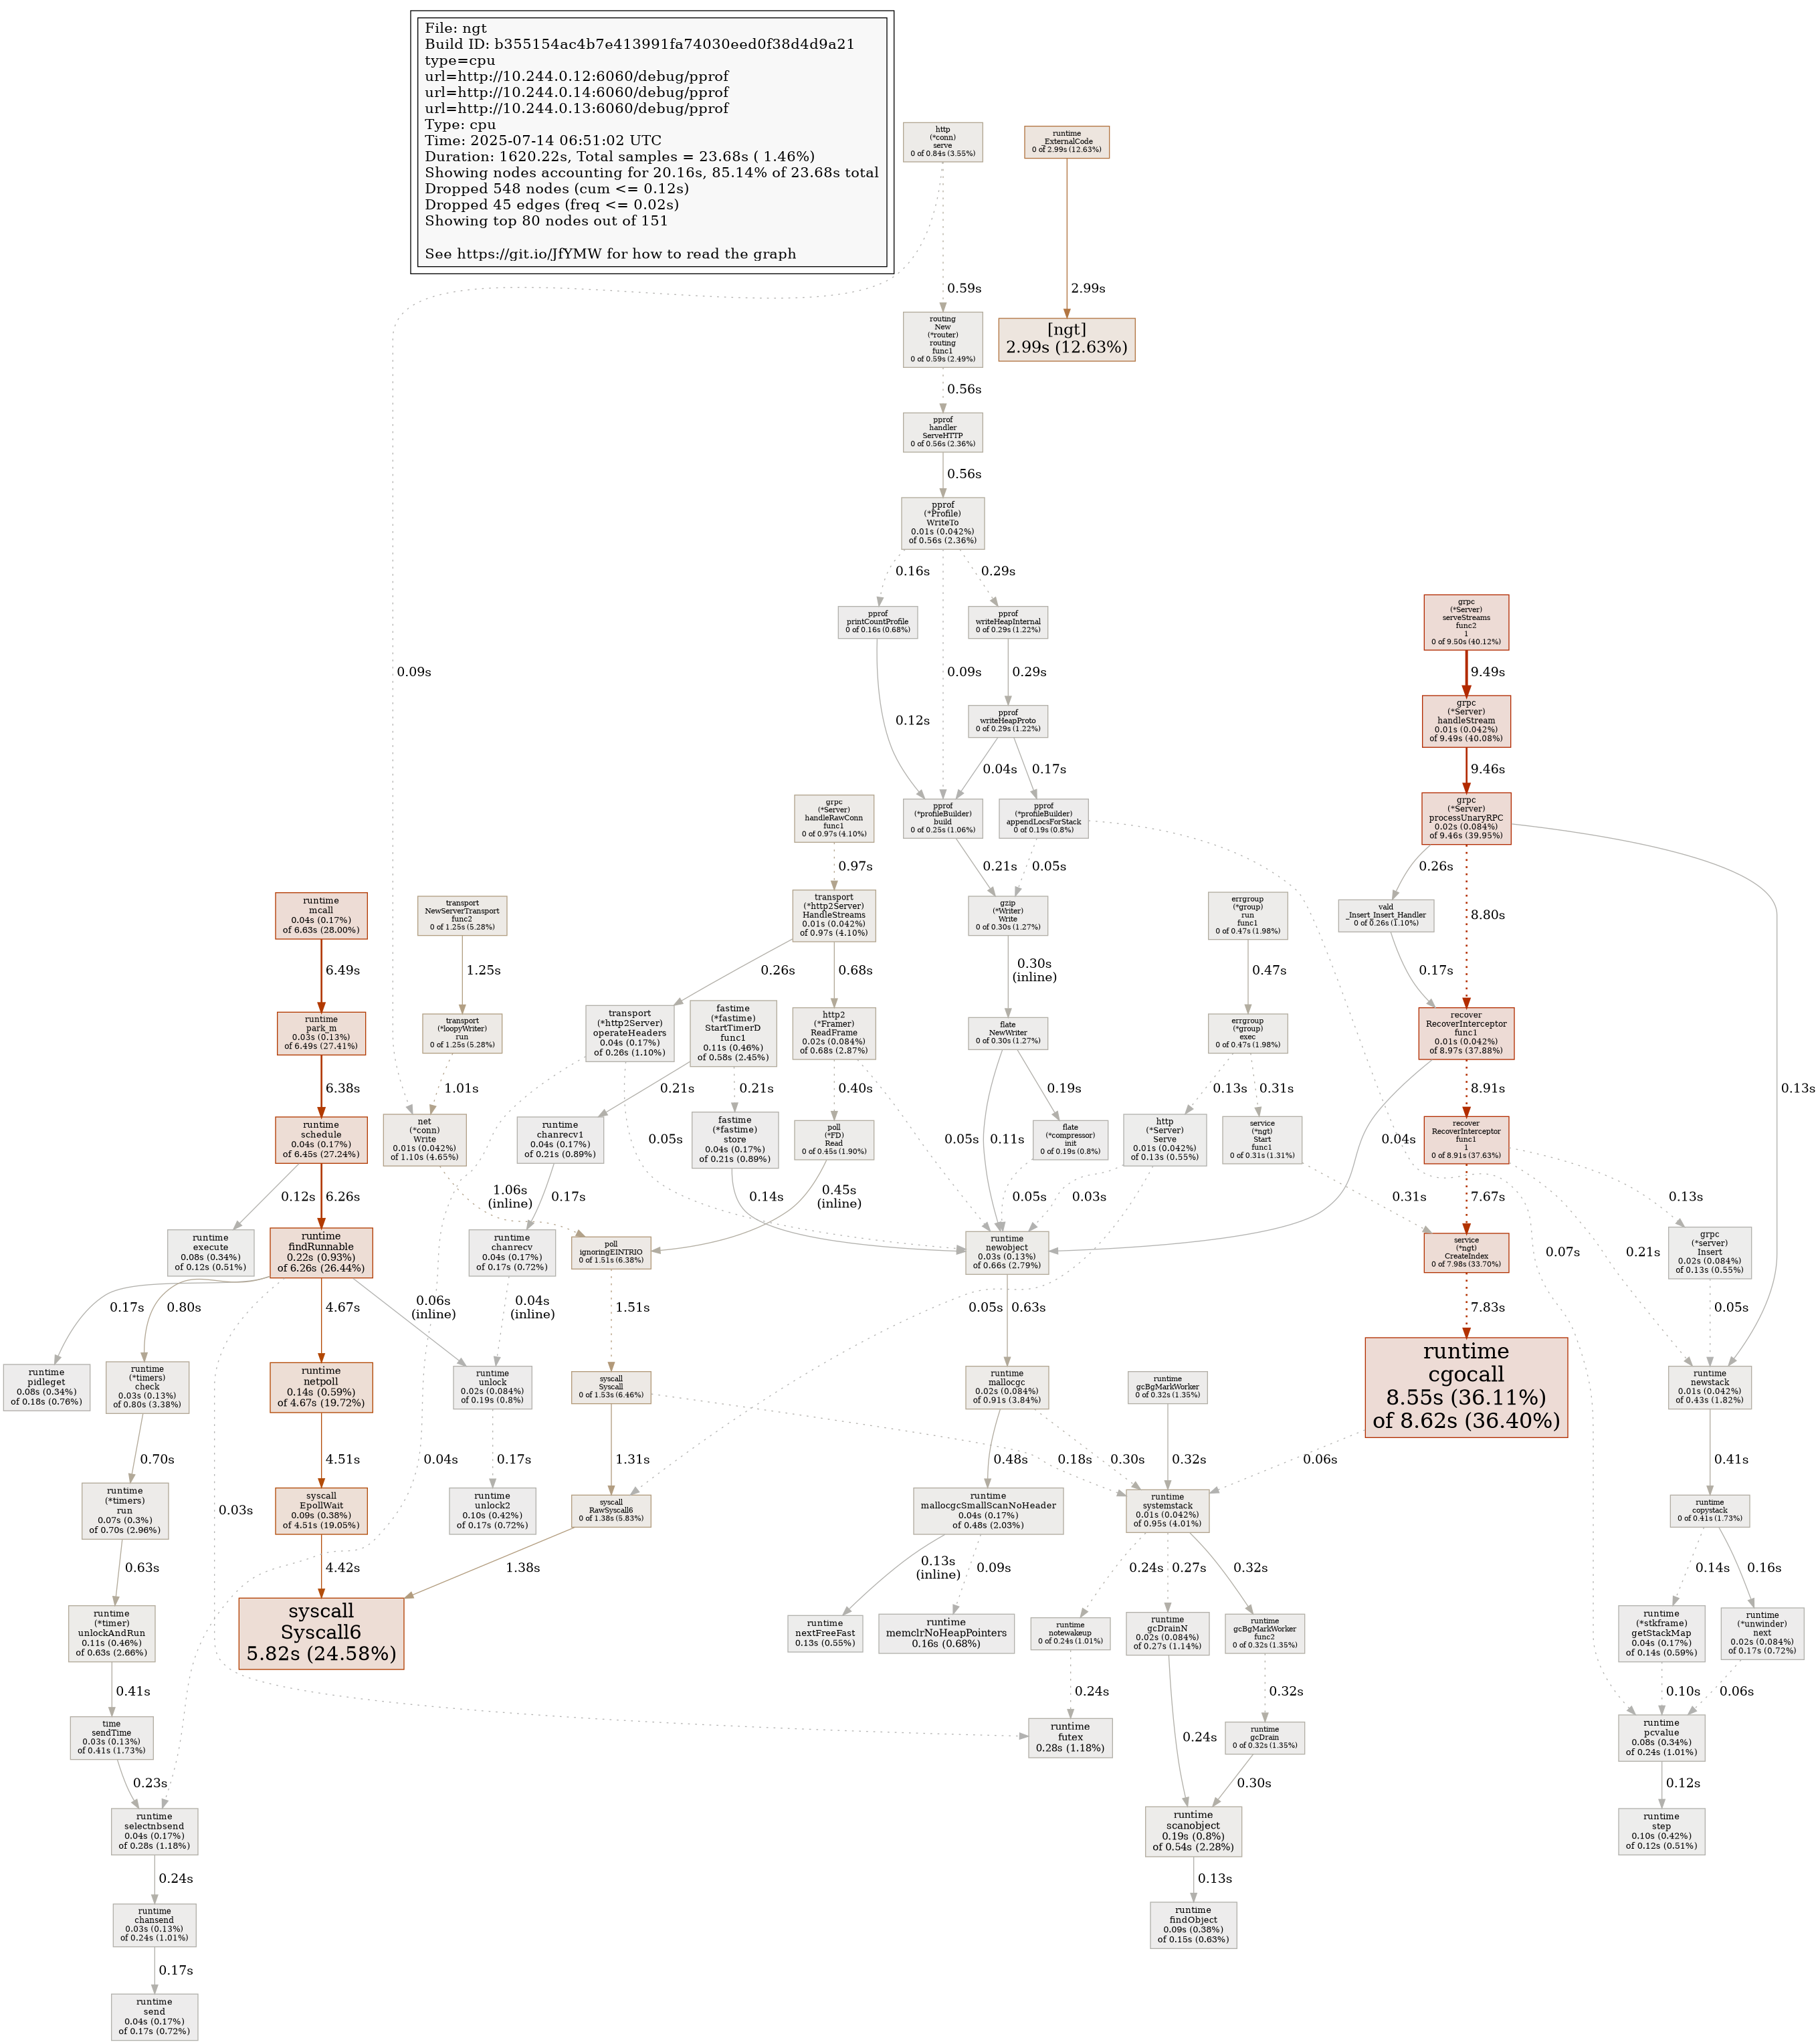 File: ngt
Build ID: b355154ac4b7e413991fa74030eed0f38d4d9a21
type=cpu
url=http://10.244.0.12:6060/debug/pprof
url=http://10.244.0.14:6060/debug/pprof
url=http://10.244.0.13:6060/debug/pprof
Type: cpu
Time: 2025-07-14 06:51:02 UTC
Duration: 1620.22s, Total samples = 23.68s ( 1.46%)
Showing nodes accounting for 20.16s, 85.14% of 23.68s total
Dropped 548 nodes (cum <= 0.12s)
Dropped 45 edges (freq <= 0.02s)
Showing top 80 nodes out of 151
See https://git.io/JfYMW for how to read the graph
http
(*conn)
serve
0 of 0.84s (3.55%)
runtime
_ExternalCode
0 of 2.99s (12.63%)
0.59s
2.99s
routing
New
(*router)
routing
func1
0 of 0.59s (2.49%)
[ngt]
2.99s (12.63%)
0.56s
pprof
handler
ServeHTTP
0 of 0.56s (2.36%)
0.56s
pprof
(*Profile)
WriteTo
0.01s (0.042%)
of 0.56s (2.36%)
0.16s
0.29s
pprof
printCountProfile
0 of 0.16s (0.68%)
pprof
writeHeapInternal
0 of 0.29s (1.22%)
grpc
(*Server)
serveStreams
func2
1
0 of 9.50s (40.12%)
0.09s
0.09s
0.29s
9.49s
0.12s
pprof
writeHeapProto
0 of 0.29s (1.22%)
grpc
(*Server)
handleStream
0.01s (0.042%)
of 9.49s (40.08%)
0.04s
0.17s
9.46s
grpc
(*Server)
handleRawConn
func1
0 of 0.97s (4.10%)
pprof
(*profileBuilder)
build
0 of 0.25s (1.06%)
pprof
(*profileBuilder)
appendLocsForStack
0 of 0.19s (0.8%)
grpc
(*Server)
processUnaryRPC
0.02s (0.084%)
of 9.46s (39.95%)
0.97s
0.21s
0.05s
0.26s
runtime
mcall
0.04s (0.17%)
of 6.63s (28.00%)
transport
NewServerTransport
func2
0 of 1.25s (5.28%)
transport
(*http2Server)
HandleStreams
0.01s (0.042%)
of 0.97s (4.10%)
gzip
(*Writer)
Write
0 of 0.30s (1.27%)
errgroup
(*group)
run
func1
0 of 0.47s (1.98%)
vald
_Insert_Insert_Handler
0 of 0.26s (1.10%)
8.80s
6.49s
1.25s
0.26s
0.68s
0.30s
(inline)
0.47s
0.17s
runtime
park_m
0.03s (0.13%)
of 6.49s (27.41%)
transport
(*loopyWriter)
run
0 of 1.25s (5.28%)
transport
(*http2Server)
operateHeaders
0.04s (0.17%)
of 0.26s (1.10%)
fastime
(*fastime)
StartTimerD
func1
0.11s (0.46%)
of 0.58s (2.45%)
http2
(*Framer)
ReadFrame
0.02s (0.084%)
of 0.68s (2.87%)
flate
NewWriter
0 of 0.30s (1.27%)
errgroup
(*group)
exec
0 of 0.47s (1.98%)
recover
RecoverInterceptor
func1
0.01s (0.042%)
of 8.97s (37.88%)
6.38s
1.01s
0.21s
0.21s
0.40s
0.19s
0.13s
0.31s
8.91s
0.13s
runtime
schedule
0.04s (0.17%)
of 6.45s (27.24%)
net
(*conn)
Write
0.01s (0.042%)
of 1.10s (4.65%)
runtime
chanrecv1
0.04s (0.17%)
of 0.21s (0.89%)
fastime
(*fastime)
store
0.04s (0.17%)
of 0.21s (0.89%)
poll
(*FD)
Read
0 of 0.45s (1.90%)
flate
(*compressor)
init
0 of 0.19s (0.8%)
http
(*Server)
Serve
0.01s (0.042%)
of 0.13s (0.55%)
service
(*ngt)
Start
func1
0 of 0.31s (1.31%)
recover
RecoverInterceptor
func1
1
0 of 8.91s (37.63%)
0.05s
0.05s
0.11s
0.04s
0.12s
6.26s
1.06s
(inline)
0.17s
0.14s
0.45s
(inline)
0.05s
0.03s
0.31s
7.67s
0.13s
runtime
execute
0.08s (0.34%)
of 0.12s (0.51%)
runtime
findRunnable
0.22s (0.93%)
of 6.26s (26.44%)
runtime
chanrecv
0.04s (0.17%)
of 0.17s (0.72%)
poll
ignoringEINTRIO
0 of 1.51s (6.38%)
runtime
newobject
0.03s (0.13%)
of 0.66s (2.79%)
service
(*ngt)
CreateIndex
0 of 7.98s (33.70%)
0.07s
0.21s
grpc
(*server)
Insert
0.02s (0.084%)
of 0.13s (0.55%)
0.17s
0.80s
4.67s
0.06s
(inline)
0.04s
(inline)
1.51s
0.63s
0.05s
7.83s
0.05s
runtime
pidleget
0.08s (0.34%)
of 0.18s (0.76%)
runtime
(*timers)
check
0.03s (0.13%)
of 0.80s (3.38%)
runtime
netpoll
0.14s (0.59%)
of 4.67s (19.72%)
runtime
unlock
0.02s (0.084%)
of 0.19s (0.8%)
syscall
Syscall
0 of 1.53s (6.46%)
runtime
mallocgc
0.02s (0.084%)
of 0.91s (3.84%)
runtime
gcBgMarkWorker
0 of 0.32s (1.35%)
runtime
cgocall
8.55s (36.11%)
of 8.62s (36.40%)
runtime
newstack
0.01s (0.042%)
of 0.43s (1.82%)
0.70s
4.51s
0.04s
0.17s
1.31s
0.48s
0.18s
0.30s
0.32s
0.06s
0.41s
0.03s
runtime
(*timers)
run
0.07s (0.3%)
of 0.70s (2.96%)
syscall
EpollWait
0.09s (0.38%)
of 4.51s (19.05%)
runtime
unlock2
0.10s (0.42%)
of 0.17s (0.72%)
syscall
RawSyscall6
0 of 1.38s (5.83%)
runtime
mallocgcSmallScanNoHeader
0.04s (0.17%)
of 0.48s (2.03%)
runtime
systemstack
0.01s (0.042%)
of 0.95s (4.01%)
runtime
copystack
0 of 0.41s (1.73%)
0.63s
4.42s
1.38s
0.13s
(inline)
0.09s
0.24s
0.27s
0.32s
0.14s
0.16s
runtime
(*timer)
unlockAndRun
0.11s (0.46%)
of 0.63s (2.66%)
syscall
Syscall6
5.82s (24.58%)
runtime
nextFreeFast
0.13s (0.55%)
runtime
memclrNoHeapPointers
0.16s (0.68%)
runtime
notewakeup
0 of 0.24s (1.01%)
runtime
gcDrainN
0.02s (0.084%)
of 0.27s (1.14%)
runtime
gcBgMarkWorker
func2
0 of 0.32s (1.35%)
runtime
(*stkframe)
getStackMap
0.04s (0.17%)
of 0.14s (0.59%)
runtime
(*unwinder)
next
0.02s (0.084%)
of 0.17s (0.72%)
0.41s
0.24s
0.32s
0.10s
0.06s
time
sendTime
0.03s (0.13%)
of 0.41s (1.73%)
runtime
futex
0.28s (1.18%)
0.24s
runtime
gcDrain
0 of 0.32s (1.35%)
runtime
pcvalue
0.08s (0.34%)
of 0.24s (1.01%)
0.23s
0.30s
0.12s
runtime
selectnbsend
0.04s (0.17%)
of 0.28s (1.18%)
runtime
scanobject
0.19s (0.8%)
of 0.54s (2.28%)
runtime
step
0.10s (0.42%)
of 0.12s (0.51%)
0.24s
0.13s
runtime
chansend
0.03s (0.13%)
of 0.24s (1.01%)
runtime
findObject
0.09s (0.38%)
of 0.15s (0.63%)
0.17s
runtime
send
0.04s (0.17%)
of 0.17s (0.72%)